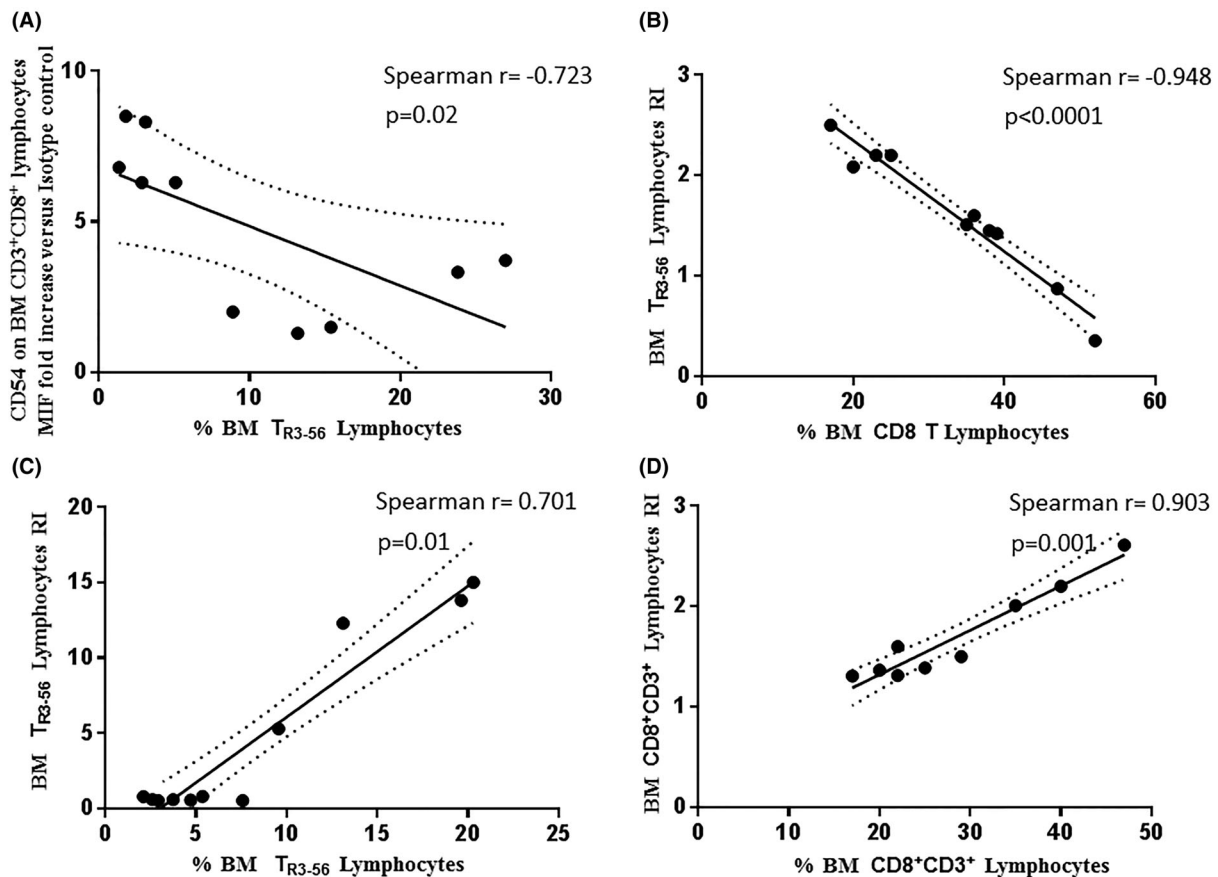 (A)
CD54 on BM CD3⁺CD8⁺ lymphocytes
MIF fold increase versus Isotype control
10
5
0
Spearman r= -0.723
p=0.02
0 10 20 30
% BM T_R3-56 Lymphocytes
(B)
BM T_R3-56 Lymphocytes RI
3
2
1
0
Spearman r= -0.948
p<0.0001
0 20 40 60
% BM CD8 T Lymphocytes
(C)
BM T_R3-56 Lymphocytes RI
20
15
10
5
0
Spearman r= 0.701
p=0.01
0 5 10 15 20 25
% BM T_R3-56 Lymphocytes
(D)
BM CD8⁺CD3⁺ Lymphocytes RI
3
2
1
0
Spearman r= 0.903
p=0.001
0 10 20 30 40 50
% BM CD8⁺CD3⁺ Lymphocytes